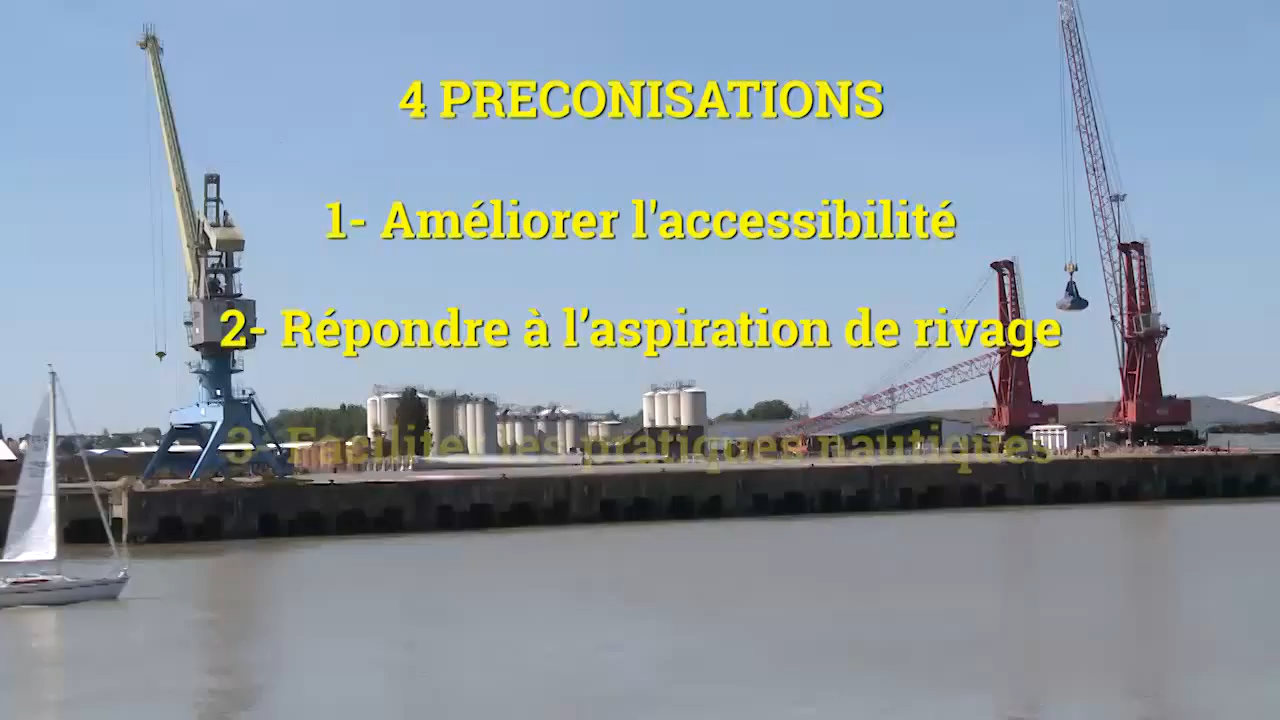 4 PRECONISATIONS
1- Améliorer l'accessibilité
2- Répondre à l’aspiration de rivage
3- Faciliter les pratiques nautiques